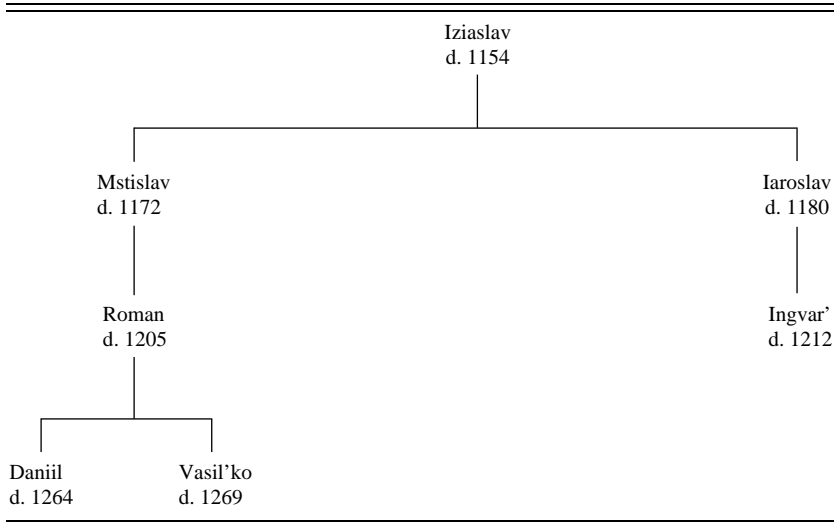 Iziaslav
d. 1154
Mstislav
d. 1172
Iaroslav
d. 1180
Roman
d. 1205
Ingvar’
d. 1212
Daniil
d. 1264
Vasil’ko
d. 1269